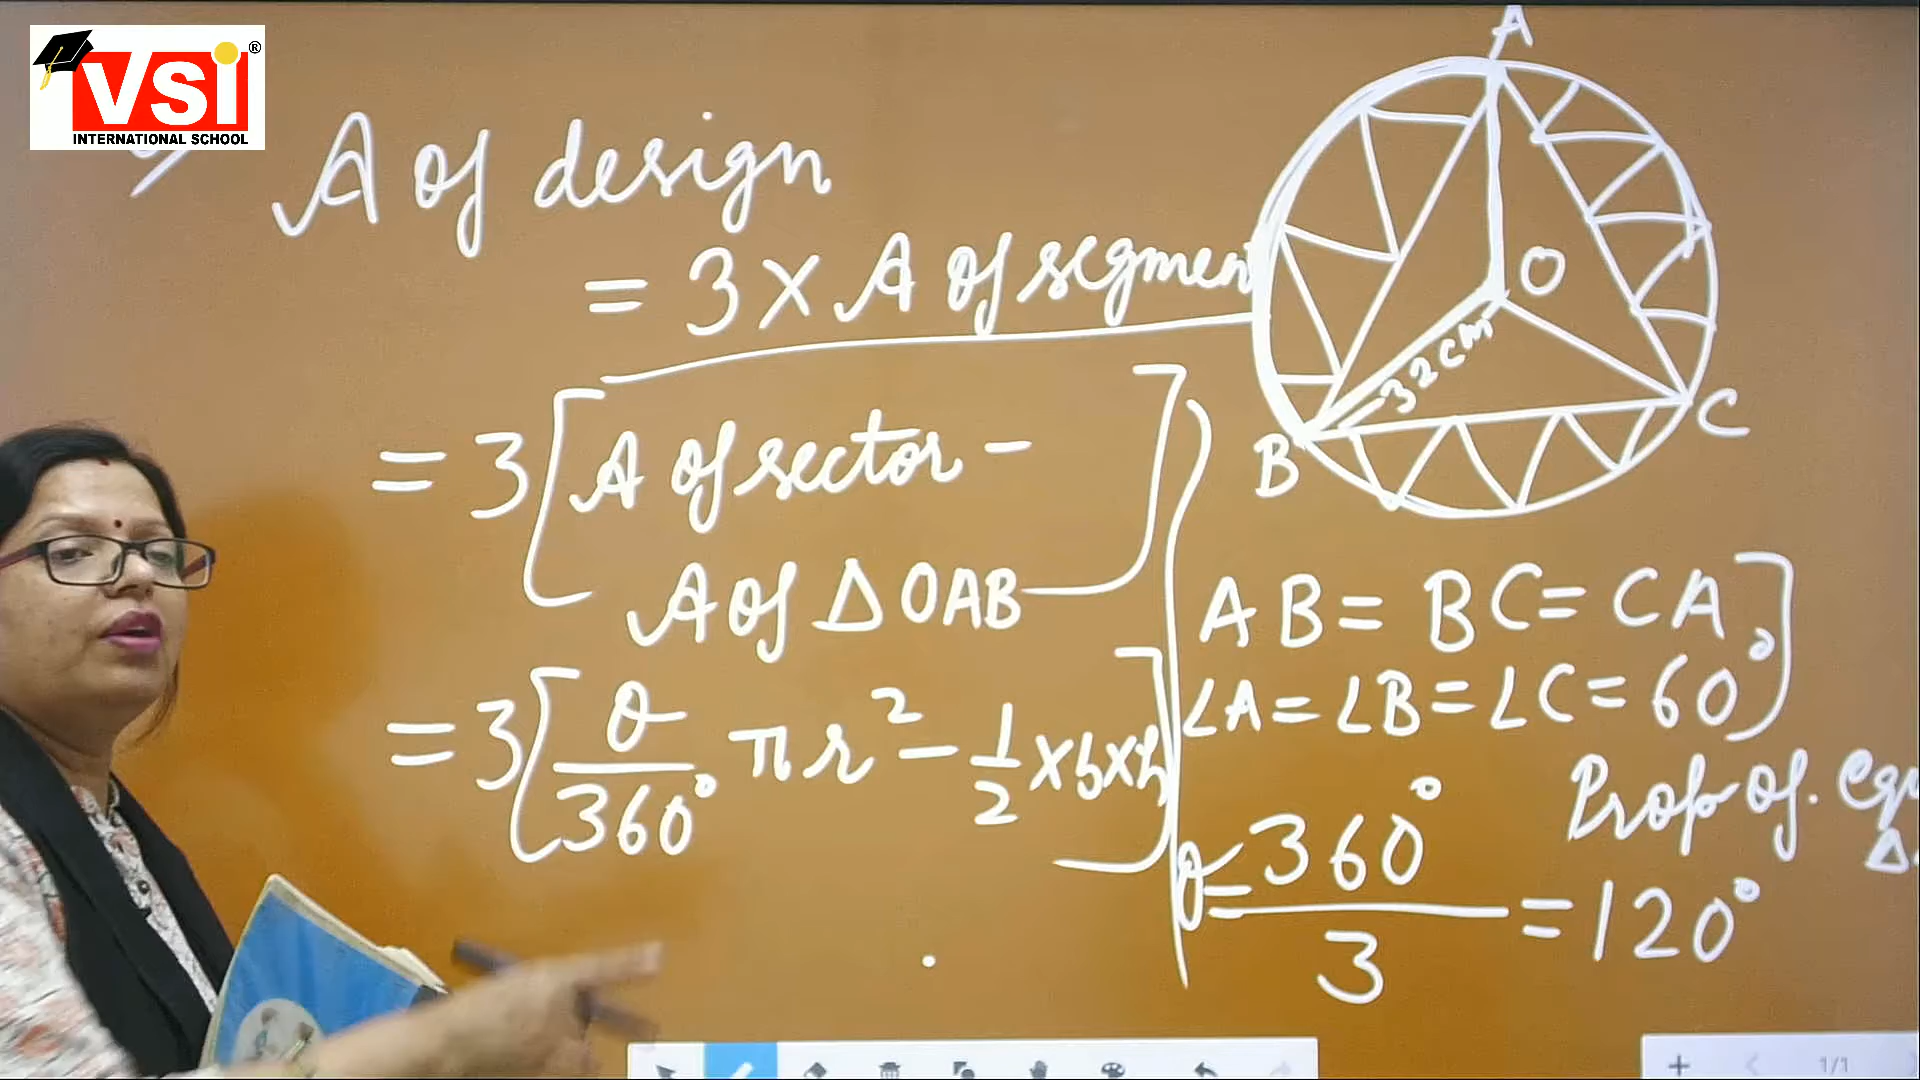 VSI ®
INTERNATIONAL SCHOOL
A of design
= 3 × A of segment
= 3 [A of sector –
A of Δ OAB]
= 3 [θ/360° πr² – 1/2 × b × h]
A
O
32 cm
B
C
AB = BC = CA
∠A = ∠B = ∠C = 60°
Prop of. equ
Δ
θ = 360°/3 = 120°
1/1